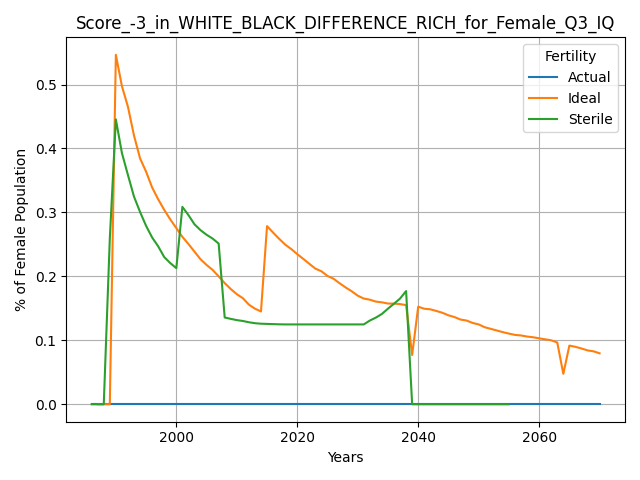 Score_-3_in_WHITE_BLACK_DIFFERENCE_RICH_for_Female_Q3_IQ
Fertility
Actual
Ideal
Sterile
% of Female Population
0.5
0.4
0.3
0.2
0.1
0.0
2000
2020
2040
2060
Years